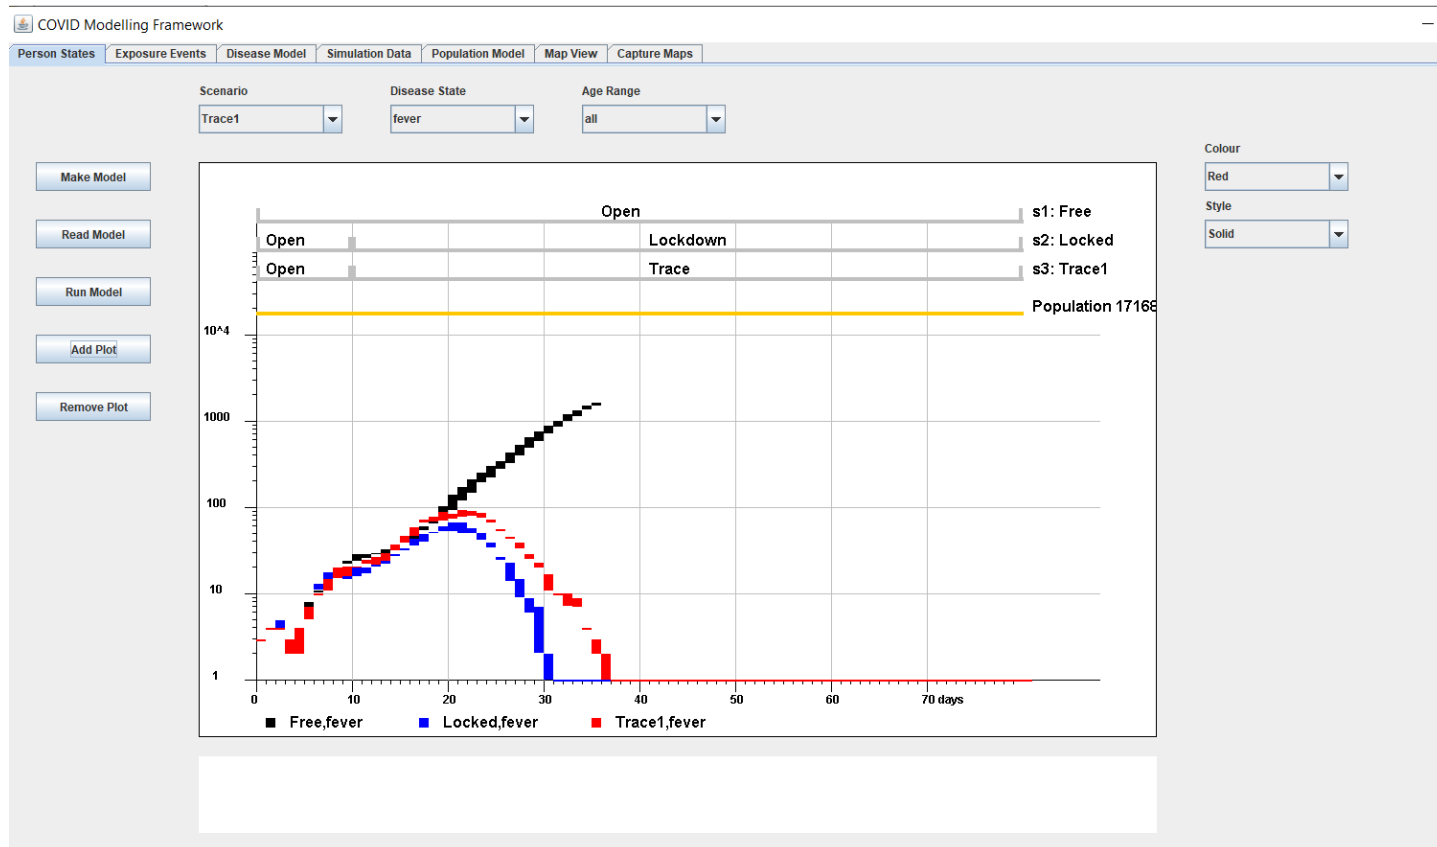 COVID Modelling Framework
Person States Exposure Events Disease Model Simulation Data Population Model Map View Capture Maps
Scenario Disease State Age Range
Trace1 fever all
Colour
Red
Style
Solid
Make Model
Read Model
Run Model
Add Plot
Remove Plot
Open s1: Free
Open Lockdown s2: Locked
Open Trace s3: Trace1
Population 17168
10^4
1000
100
10
1
0 10 20 30 40 50 60 70 days
Free,fever Locked,fever Trace1,fever